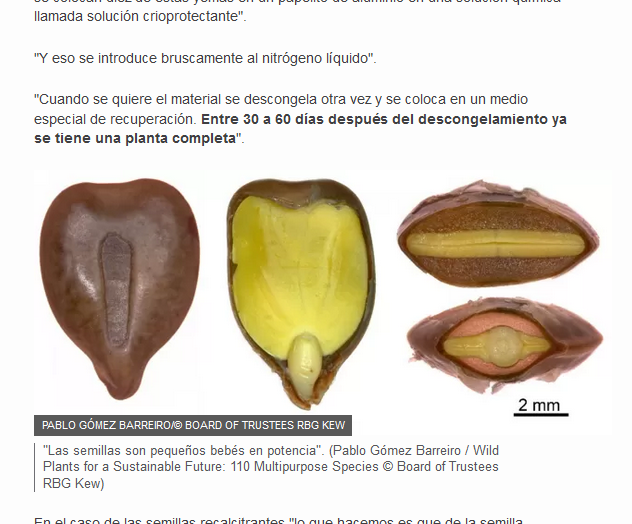 llamada solución crioprotectante".
"Y eso se introduce bruscamente al nitrógeno líquido".
"Cuando se quiere el material se descongela otra vez y se coloca en un medio
especial de recuperación. Entre 30 a 60 días después del descongelamiento ya
se tiene una planta completa".
2 mm
PABLO GÓMEZ BARREIRO/© BOARD OF TRUSTEES RBG KEW
"Las semillas son pequeños bebés en potencia". (Pablo Gómez Barreiro / Wild
Plants for a Sustainable Future: 110 Multipurpose Species © Board of Trustees
RBG Kew)
En el caso de las semillas recalcitrantes "lo que hacemos es que de la semilla